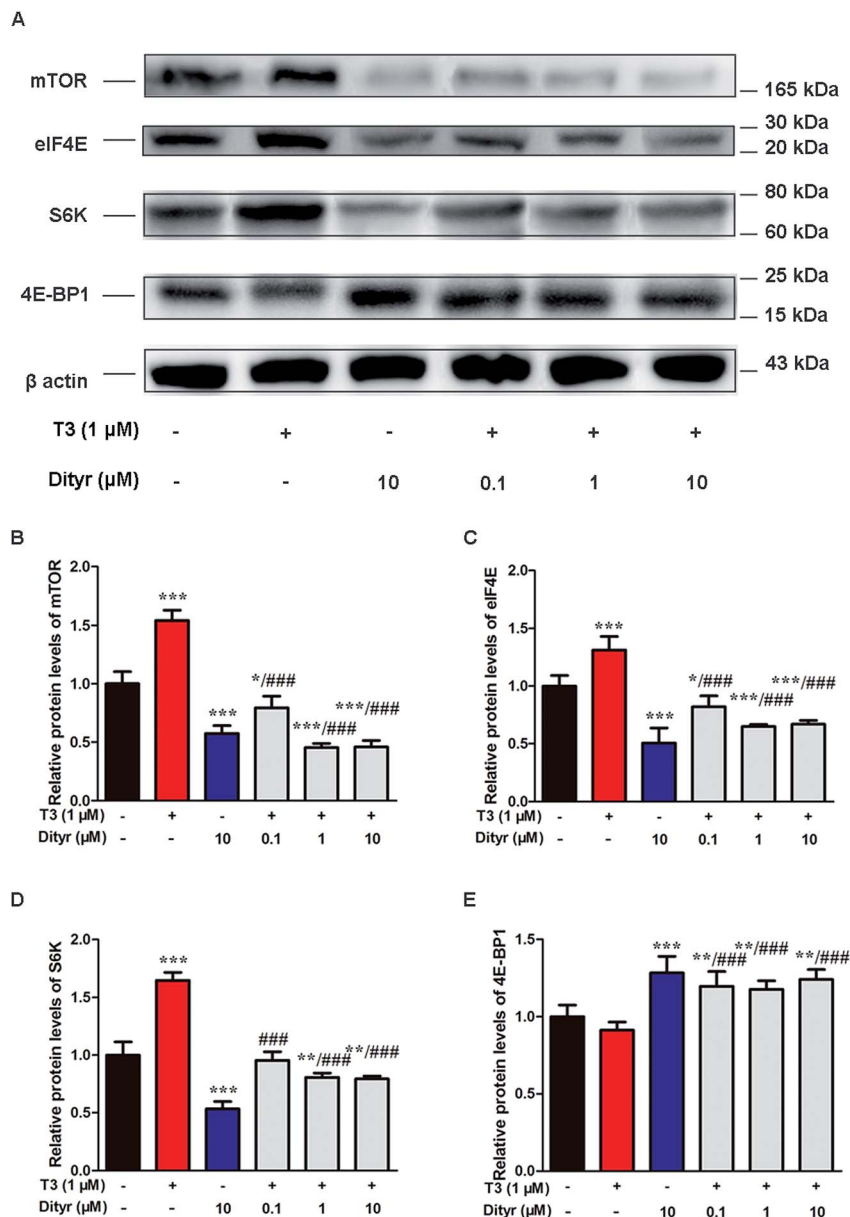 A
mTOR
165 kDa
eIF4E
30 kDa
20 kDa
S6K
80 kDa
60 kDa
4E-BP1
25 kDa
15 kDa
β actin
43 kDa
T3 (1 μM) - + - + + +
Dityr (μM) - - 10 0.1 1 10
B
Relative protein levels of mTOR
2.0
1.5
1.0
0.5
0.0
***
***
*/###
***/###
***/###
T3 (1 μM) - + - + + +
Dityr (μM) - - 10 0.1 1 10
C
Relative protein levels of eIF4E
2.0
1.5
1.0
0.5
0.0
***
***
*/###
***/###
***/###
T3 (1 μM) - + - + + +
Dityr (μM) - - 10 0.1 1 10
D
Relative protein levels of S6K
2.0
1.5
1.0
0.5
0.0
***
***
###
**/###
**/###
T3 (1 μM) - + - + + +
Dityr (μM) - - 10 0.1 1 10
E
Relative protein levels of 4E-BP1
1.5
1.0
0.5
0.0
***
**/###
**/###
**/###
T3 (1 μM) - + - + + +
Dityr (μM) - - 10 0.1 1 10